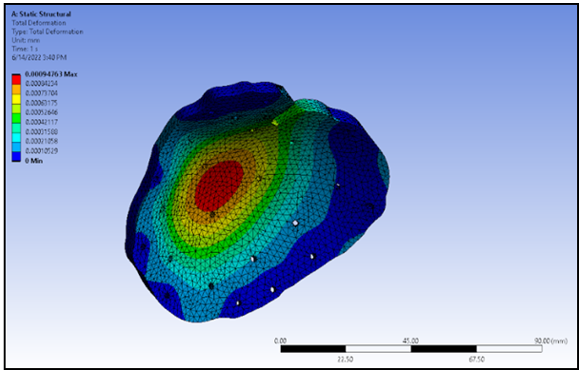 A: Static Structural
Total Deformation
Type: Total Deformation
Unit: mm
Time: 1 s
6/14/2022 5:40 PM
0.00094763 Max
0.00084234
0.00073704
0.00063175
0.00052646
0.00042117
0.00031588
0.00021058
0.00010529
0 Min
0.00 45.00 90.00 (mm)
22.50 67.50